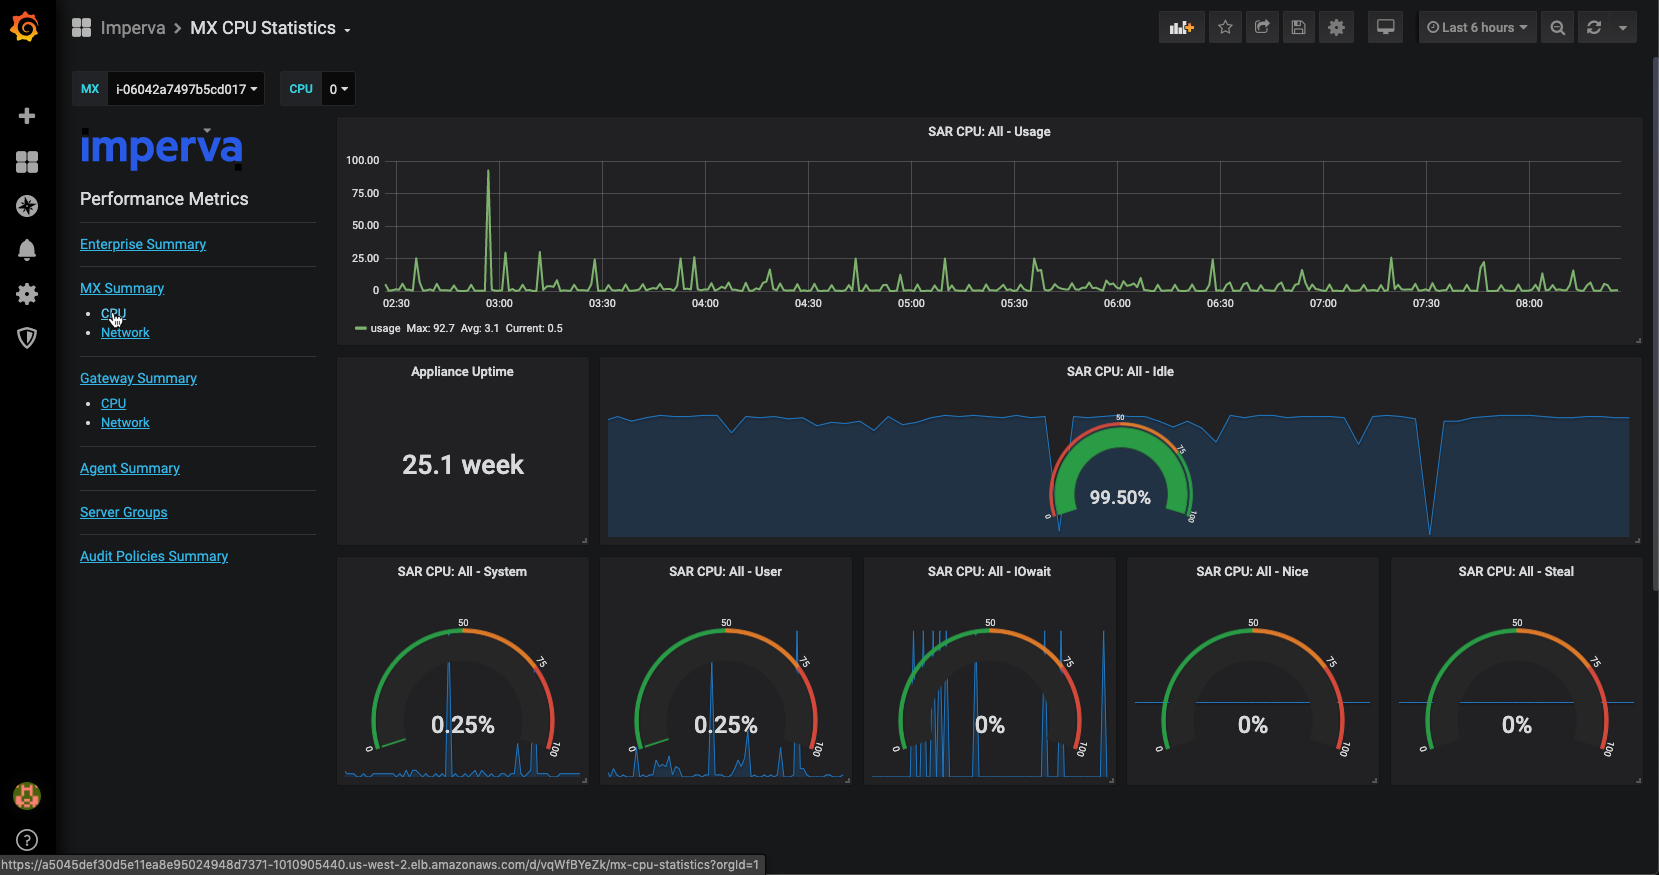 Imperva > MX CPU Statistics
Last 6 hours
MX i-06042a7497b5cd017 CPU 0
imperva
Performance Metrics
Enterprise Summary
MX Summary
• CPU
• Network
Gateway Summary
• CPU
• Network
Agent Summary
Server Groups
Audit Policies Summary
SAR CPU: All - Usage
100.00
75.00
50.00
25.00
0
02:30 03:00 03:30 04:00 04:30 05:00 05:30 06:00 06:30 07:00 07:30 08:00
usage Max: 92.7 Avg: 3.1 Current: 0.5
Appliance Uptime
25.1 week
SAR CPU: All - Idle
50
75
99.50%
0
100
SAR CPU: All - System
50
75
0.25%
0
100
SAR CPU: All - User
50
75
0.25%
0
100
SAR CPU: All - IOwait
50
75
0%
0
100
SAR CPU: All - Nice
50
75
0%
0
100
SAR CPU: All - Steal
50
75
0%
0
100
?
https://a5045def30d5e11ea8e95024948d7371-1010905440.us-west-2.elb.amazonaws.com/d/vqWfBYeZk/mx-cpu-statistics?orgId=1